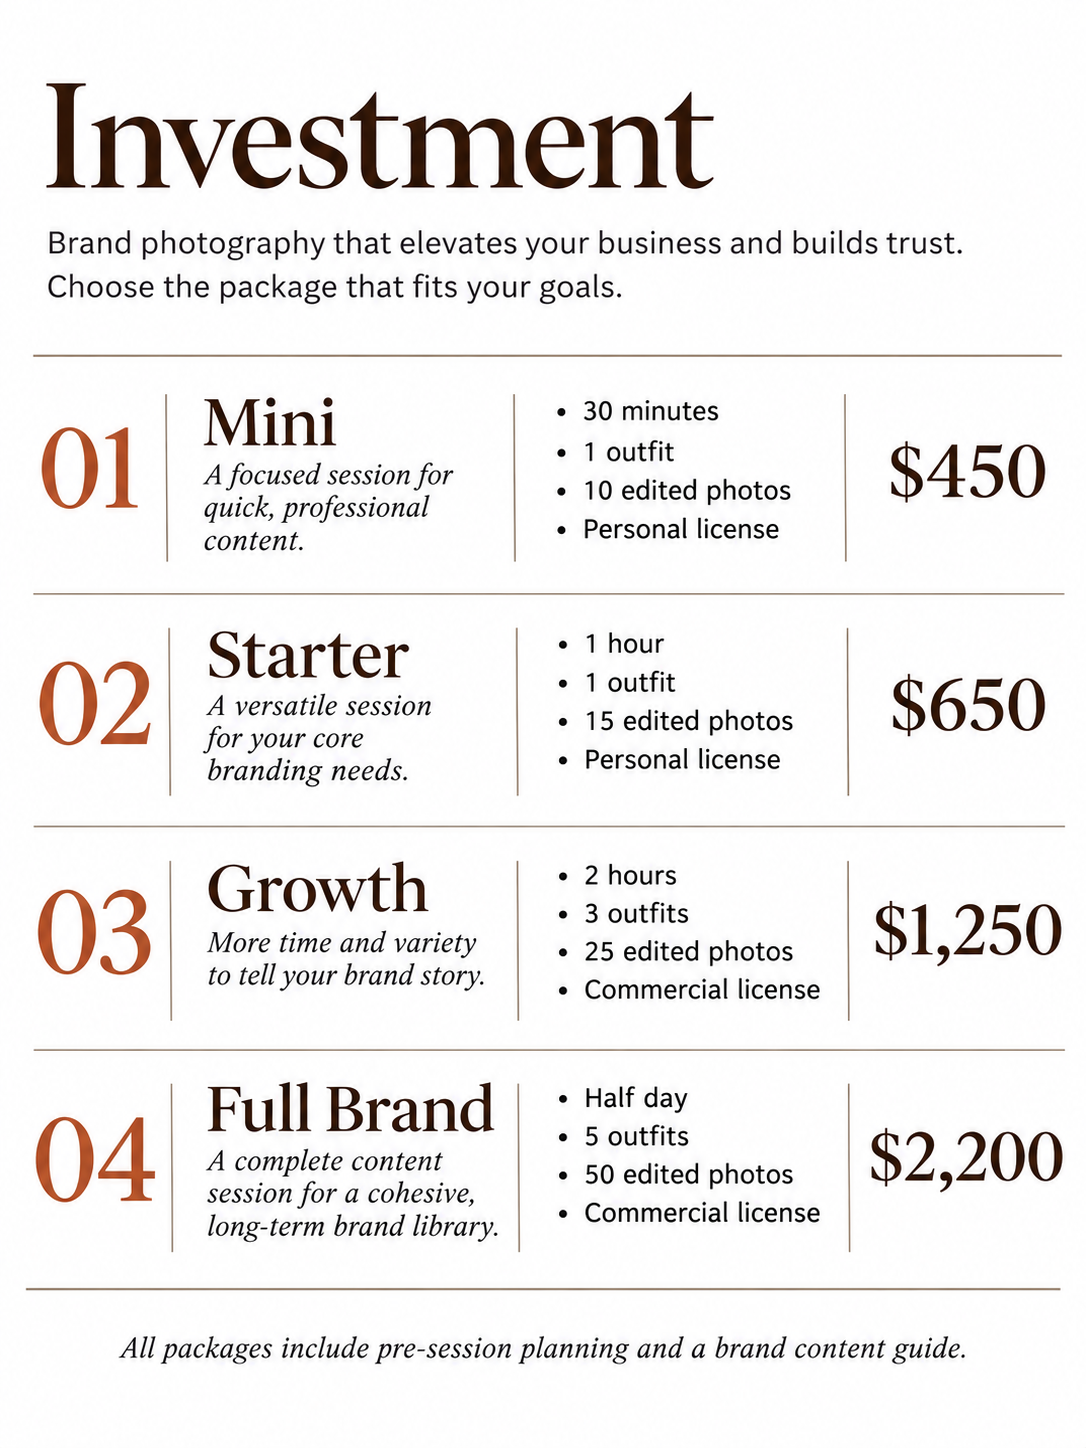 Investment
Brand photography that elevates your business and builds trust.
Choose the package that fits your goals.
01
Mini
A focused session for
quick, professional
content.
• 30 minutes
• 1 outfit
• 10 edited photos
• Personal license
$450
02
Starter
A versatile session
for your core
branding needs.
• 1 hour
• 1 outfit
• 15 edited photos
• Personal license
$650
03
Growth
More time and variety
to tell your brand story.
• 2 hours
• 3 outfits
• 25 edited photos
• Commercial license
$1,250
04
Full Brand
A complete content
session for a cohesive,
long-term brand library.
• Half day
• 5 outfits
• 50 edited photos
• Commercial license
$2,200
All packages include pre-session planning and a brand content guide.